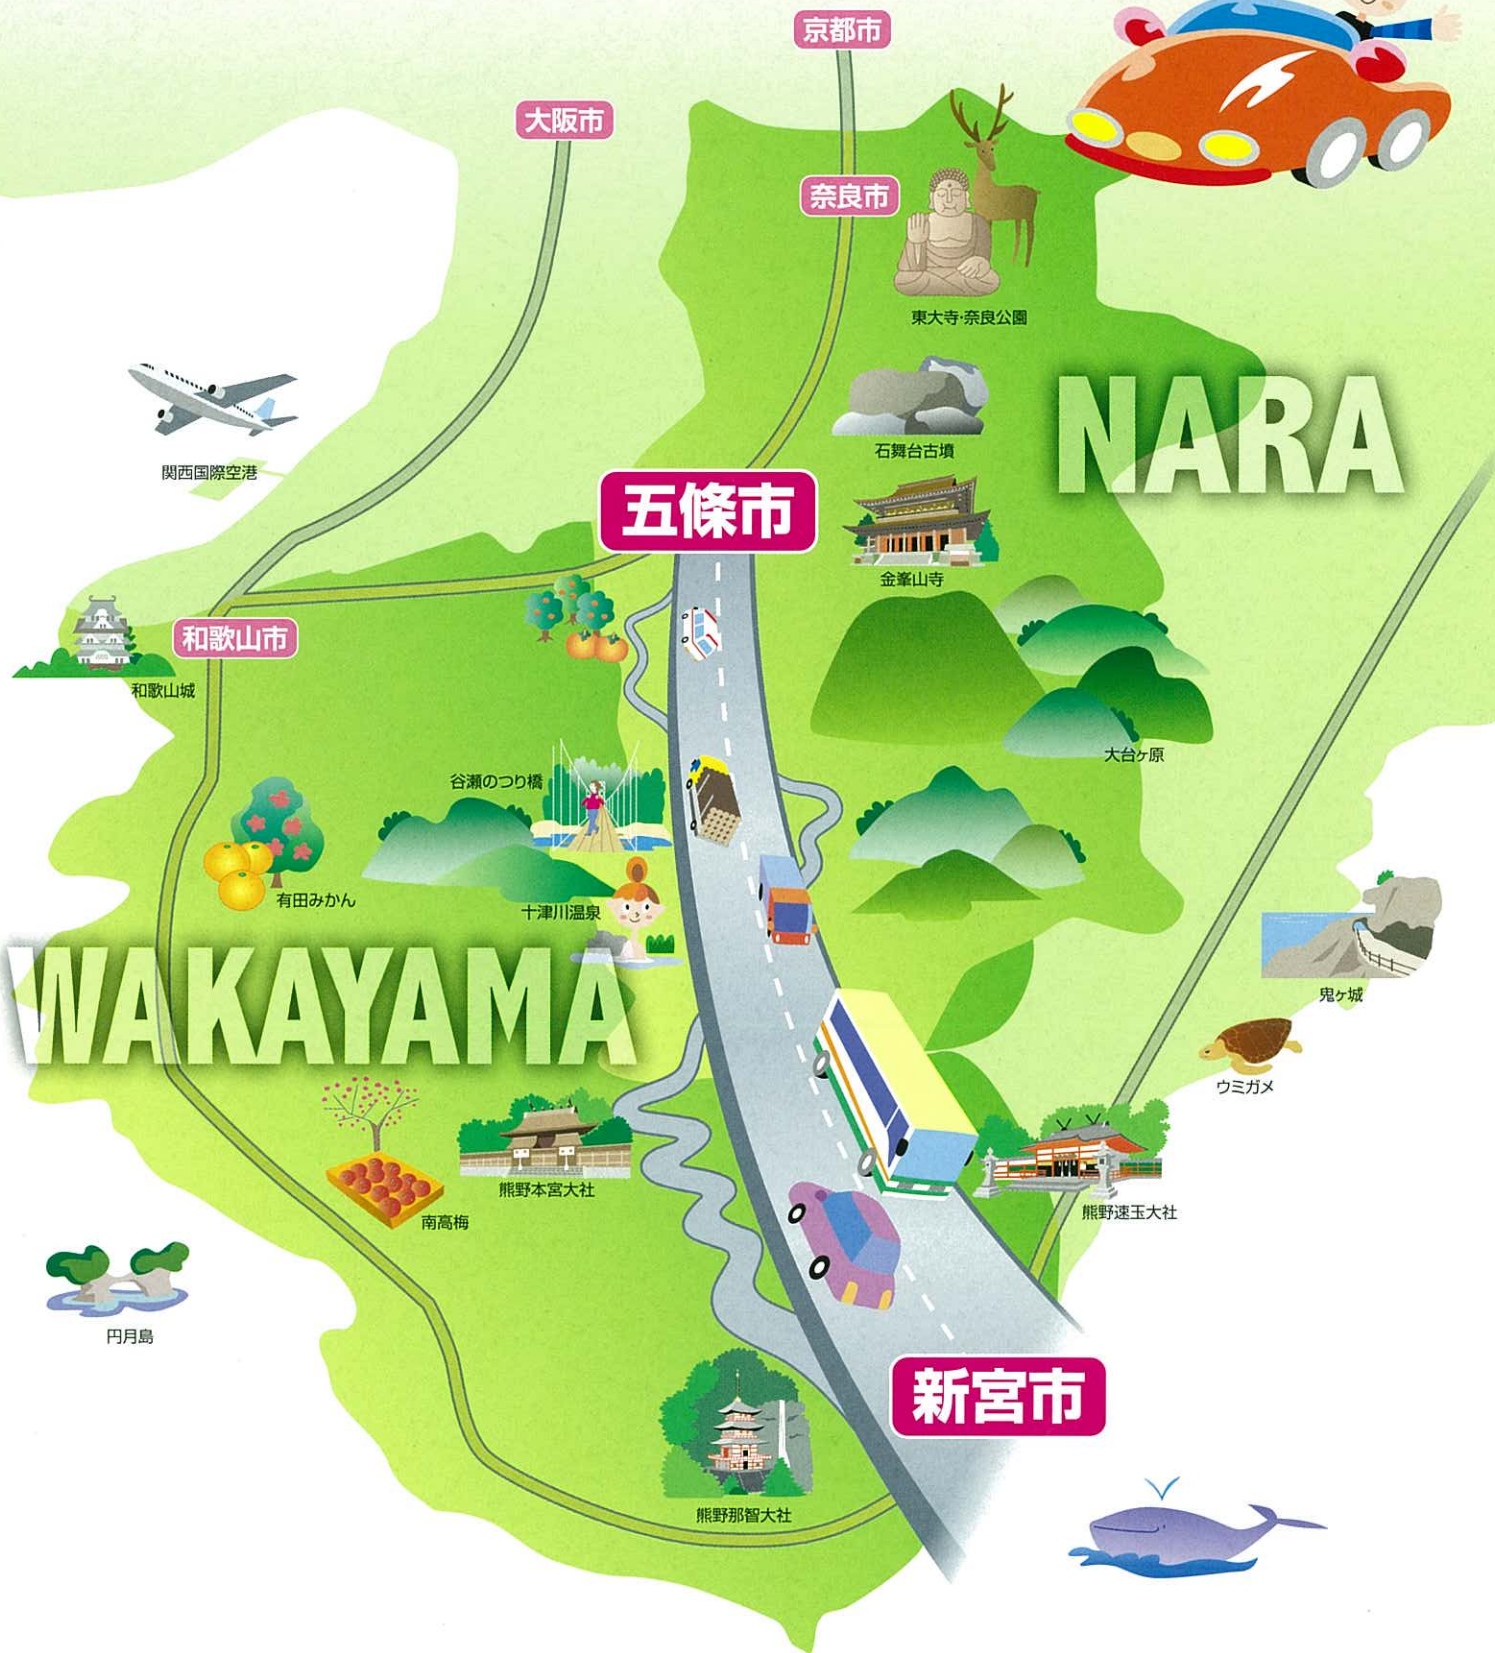 京都市
大阪市
奈良市
東大寺・奈良公園
石舞台古墳
NARA
関西国際空港
五條市
金峯山寺
和歌山市
和歌山城
大台ヶ原
谷瀬のつり橋
有田みかん
十津川温泉
WAKAYAMA
鬼ヶ城
ウミガメ
熊野本宮大社
南高梅
熊野速玉大社
円月島
新宮市
熊野那智大社